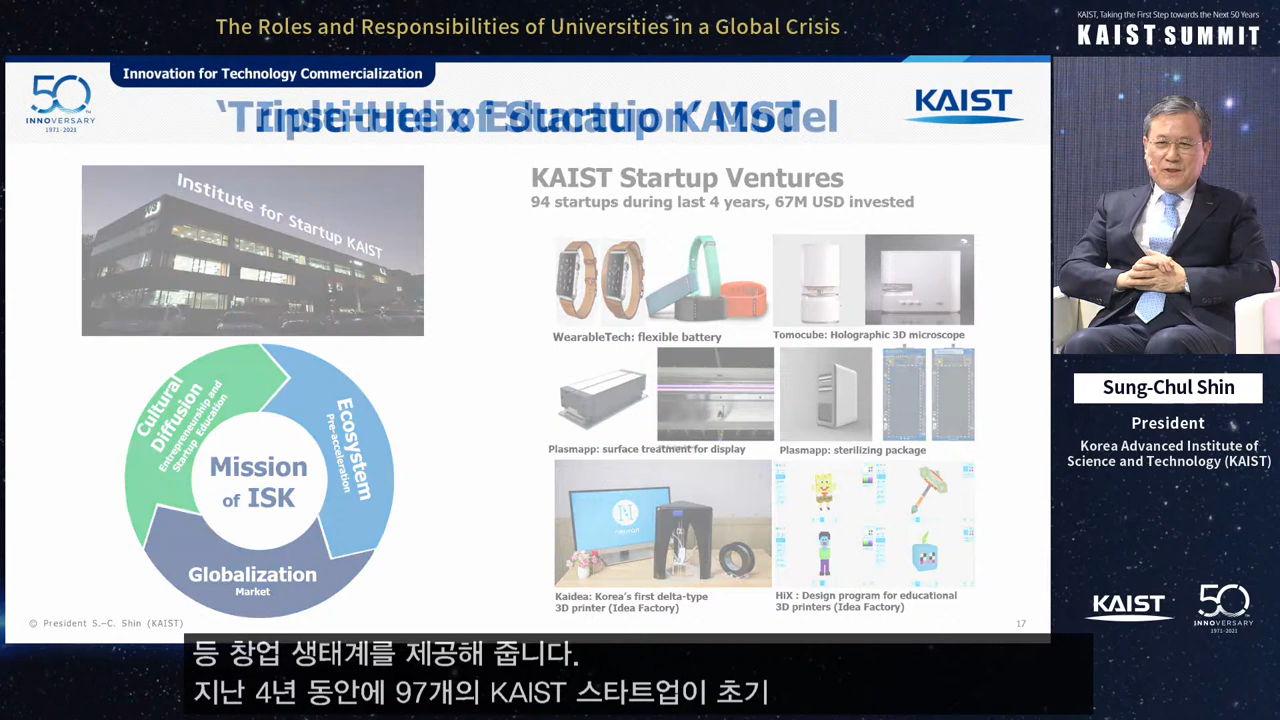 The Roles and Responsibilities of Universities in a Global Crisis
KAIST, Taking the First Step towards the Next 50 Years
KAIST SUMMIT
Innovation for Technology Commercialization
50
INNOVERSARY
1971-2021
KAIST
Institute for Startup KAIST
KAIST Startup Ventures
94 startups during last 4 years, 67M USD invested
WearableTech: flexible battery
Tomocube: Holographic 3D microscope
Plasmapp: surface treatment for display
Plasmapp: sterilizing package
Kaidea: Korea's first delta-type
3D printer (Idea Factory)
HiX : Design program for educational
3D printers (Idea Factory)
Cultural
Diffusion
Entrepreneurship and
Startup Education
Ecosystem
Pre-acceleration
Mission
of ISK
Globalization
Market
© President S.-C. Shin (KAIST)
17
Sung-Chul Shin
President
Korea Advanced Institute of
Science and Technology (KAIST)
KAIST
50
INNOVERSARY
1971-2021
등 창업 생태계를 제공해 줍니다.
지난 4년 동안에 97개의 KAIST 스타트업이 초기